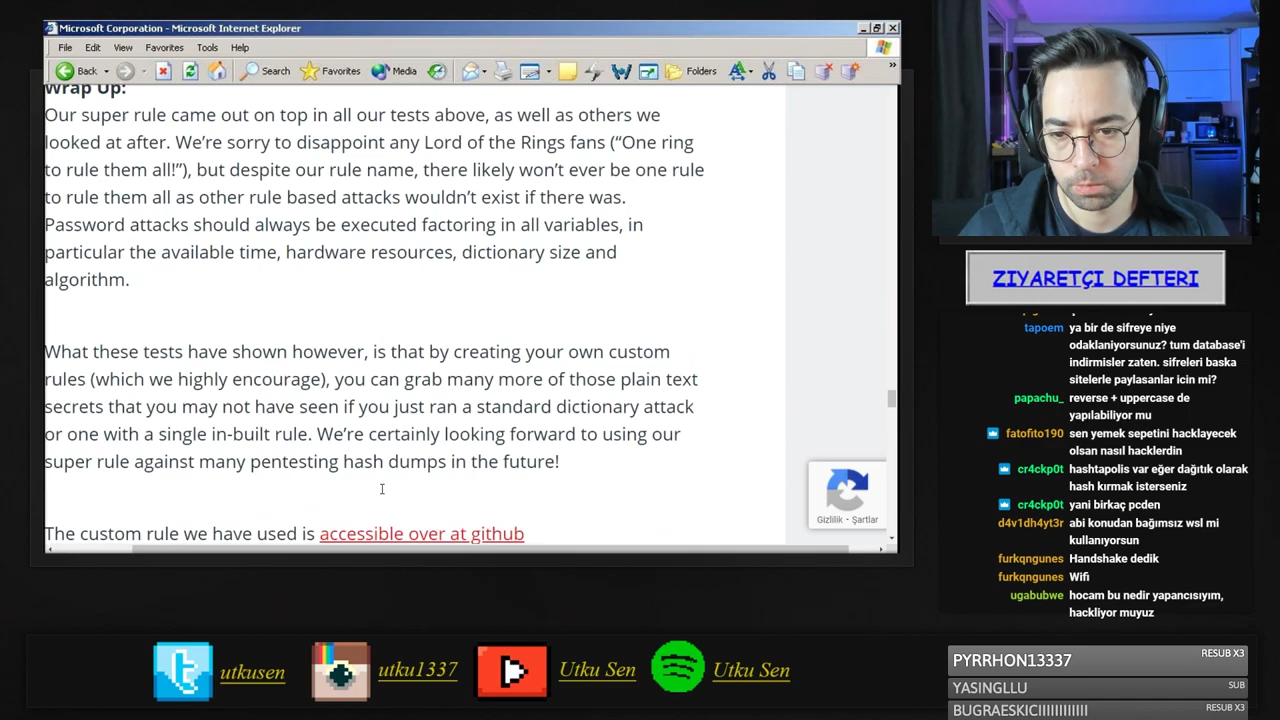 Microsoft Corporation - Microsoft Internet Explorer
File Edit View Favorites Tools Help
Back Search Favorites Media Folders »
Wrap Up:
Our super rule came out on top in all our tests above, as well as others we
looked at after. We're sorry to disappoint any Lord of the Rings fans ("One ring
to rule them all!"), but despite our rule name, there likely won't ever be one rule
to rule them all as other rule based attacks wouldn't exist if there was.
Password attacks should always be executed factoring in all variables, in
particular the available time, hardware resources, dictionary size and
algorithm.
What these tests have shown however, is that by creating your own custom
rules (which we highly encourage), you can grab many more of those plain text
secrets that you may not have seen if you just ran a standard dictionary attack
or one with a single in-built rule. We're certainly looking forward to using our
super rule against many pentesting hash dumps in the future!
Gizlilik - Şartlar
The custom rule we have used is accessible over at github
ZIYARETÇI DEFTERI
tapoem ya bir de sifreye niye
odaklaniyorsunuz? tum database'i
indirmisler zaten. sifreleri baska
sitelerle paylasanlar icin mi?
papachu_ reverse + uppercase de
yapılabiliyor mu
fatofito190 sen yemek sepetini hacklayecek
olsan nasıl hacklerdin
cr4ckp0t hashtapolis var eğer dağıtık olarak
hash kırmak isterseniz
cr4ckp0t yani birkaç pcden
d4v1dh4yt3r abi konudan bağımsız wsl mi
kullanıyorsun
furkqngunes Handshake dedik
furkqngunes Wifi
ugabubwe hocam bu nedir yapancısıyım,
hackliyor muyuz
utkusen utku1337 Utku Sen Utku Sen
PYRRHON13337 RESUB X3
YASINGLLU SUB
BUGRAESKICIIIIIIIIIIII RESUB X3